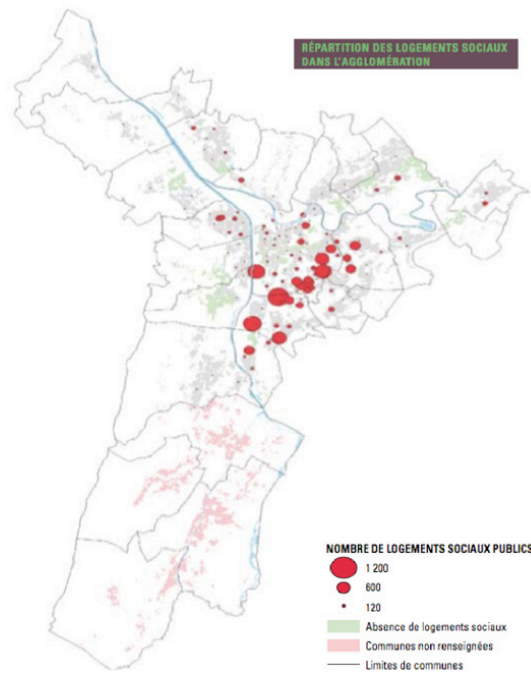 RÉPARTITION DES LOGEMENTS SOCIAUX
DANS L'AGGLOMÉRATION
NOMBRE DE LOGEMENTS SOCIAUX PUBLICS
1 200
600
120
Absence de logements sociaux
Communes non renseignées
Limites de communes